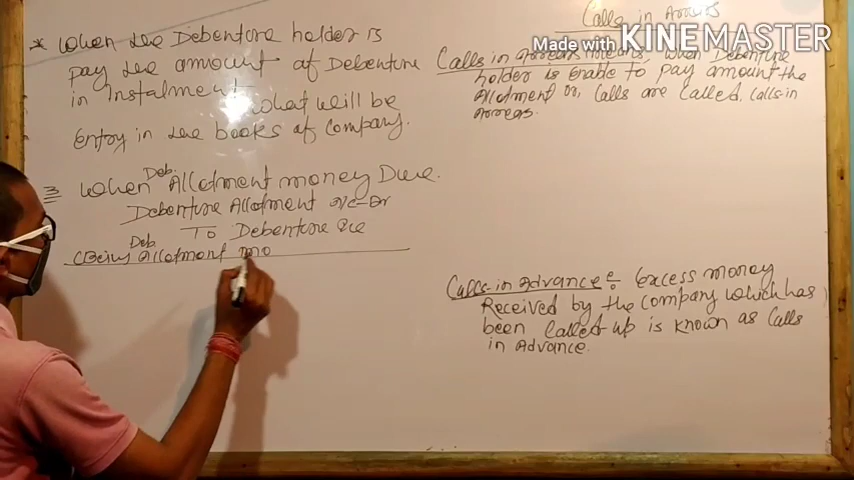 * When the Debenture holder is
pay the amount of Debenture
in Instalment what will be
Entry in the books of Company.
When Deb. Allotment money Due.
Debenture Allotment a/c-Dr
To Debenture a/c
(Being Deb. Allotment mo
Calls in Arrears
Made with KINEMASTER
Calls in Arrears when Debenture
holder is Enable to pay amount the
Allotment or, Calls are Called, Calls in
Arrears.
Calls-in Advance: Excess money
Received by the Company which has
been Called up is known as Calls
in Advance.